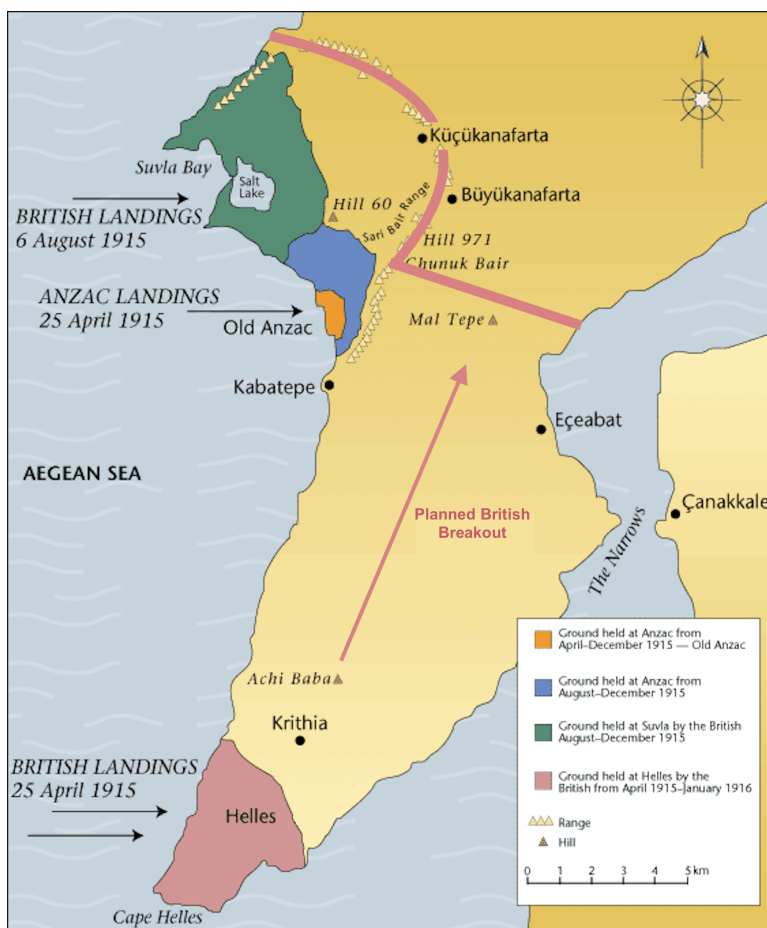 Küçükanafarta
Suvla Bay
Salt
Lake
Büyükanafarta
BRITISH LANDINGS
6 August 1915
Hill 60
Sari Bair Range
Hill 971
Chunuk Bair
ANZAC LANDINGS
25 April 1915
Old Anzac
Mal Tepe
Kabatepe
Eçeabat
AEGEAN SEA
Çanakkale
Planned British
Breakout
The Narrows
Ground held at Anzac from
April–December 1915 — Old Anzac
Ground held at Anzac from
August–December 1915
Ground held at Suvla by the British
August–December 1915
Ground held at Helles by the
British from April 1915–January 1916
Range
Hill
0 1 2 3 4 5 km
Achi Baba
Krithia
BRITISH LANDINGS
25 April 1915
Helles
Cape Helles